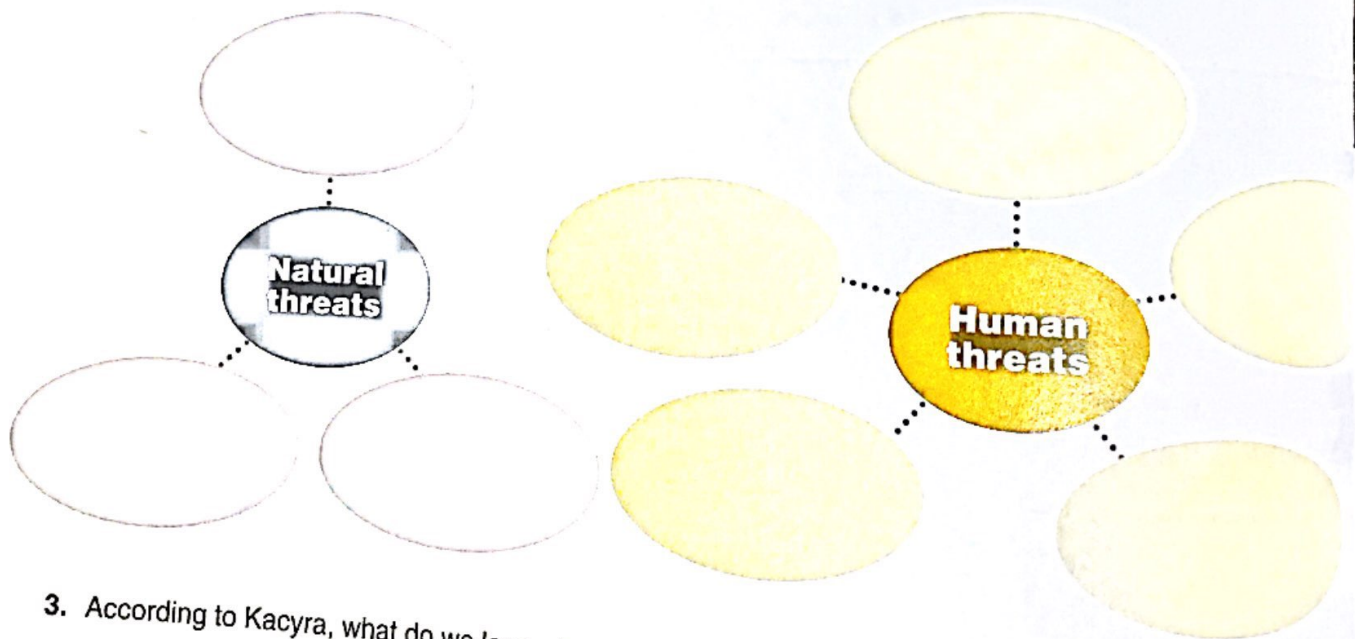 Natural
threats
Human
threats
3. According to Kacyra, what do we